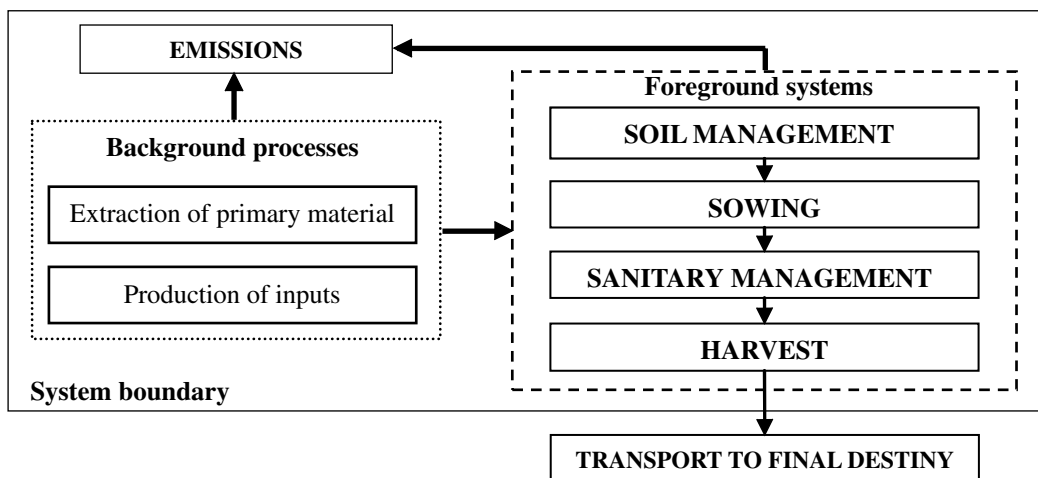 EMISSIONS
Background processes
Extraction of primary material
Production of inputs
Foreground systems
SOIL MANAGEMENT
SOWING
SANITARY MANAGEMENT
HARVEST
System boundary
TRANSPORT TO FINAL DESTINY